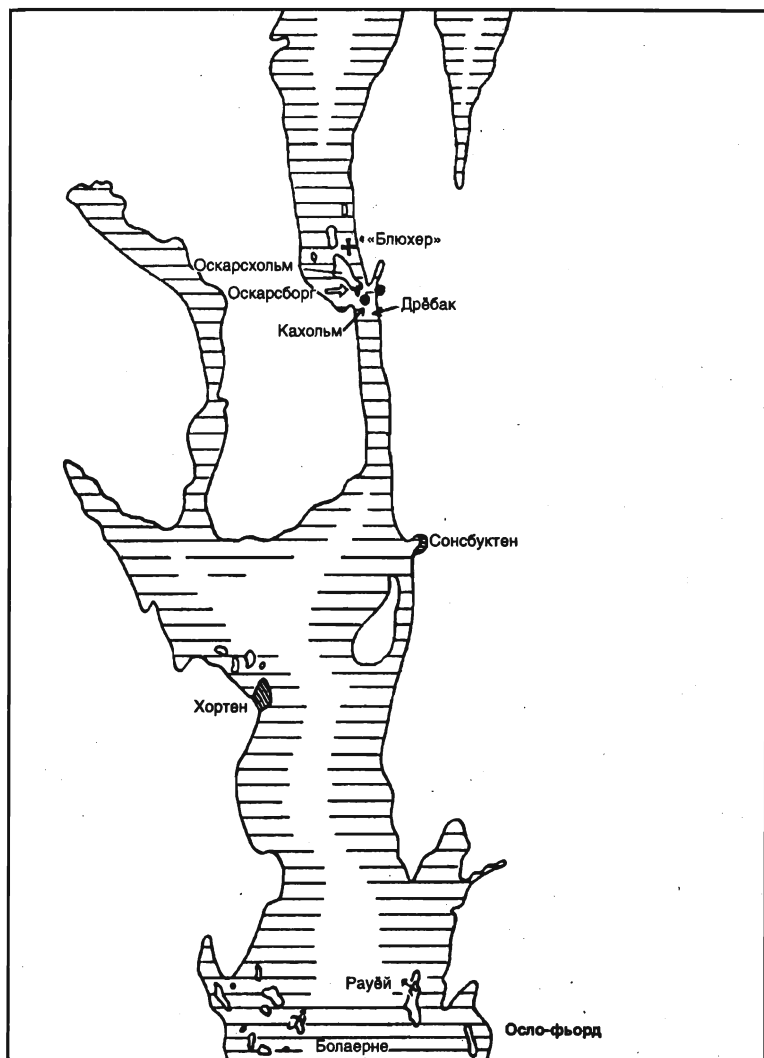 «Блюхер»
Оскарсхольм
Оскарсборг
Дрёбак
Кахольм
Сонсбуктен
Хортен
Рауёй
Осло-фьорд
Болаерне